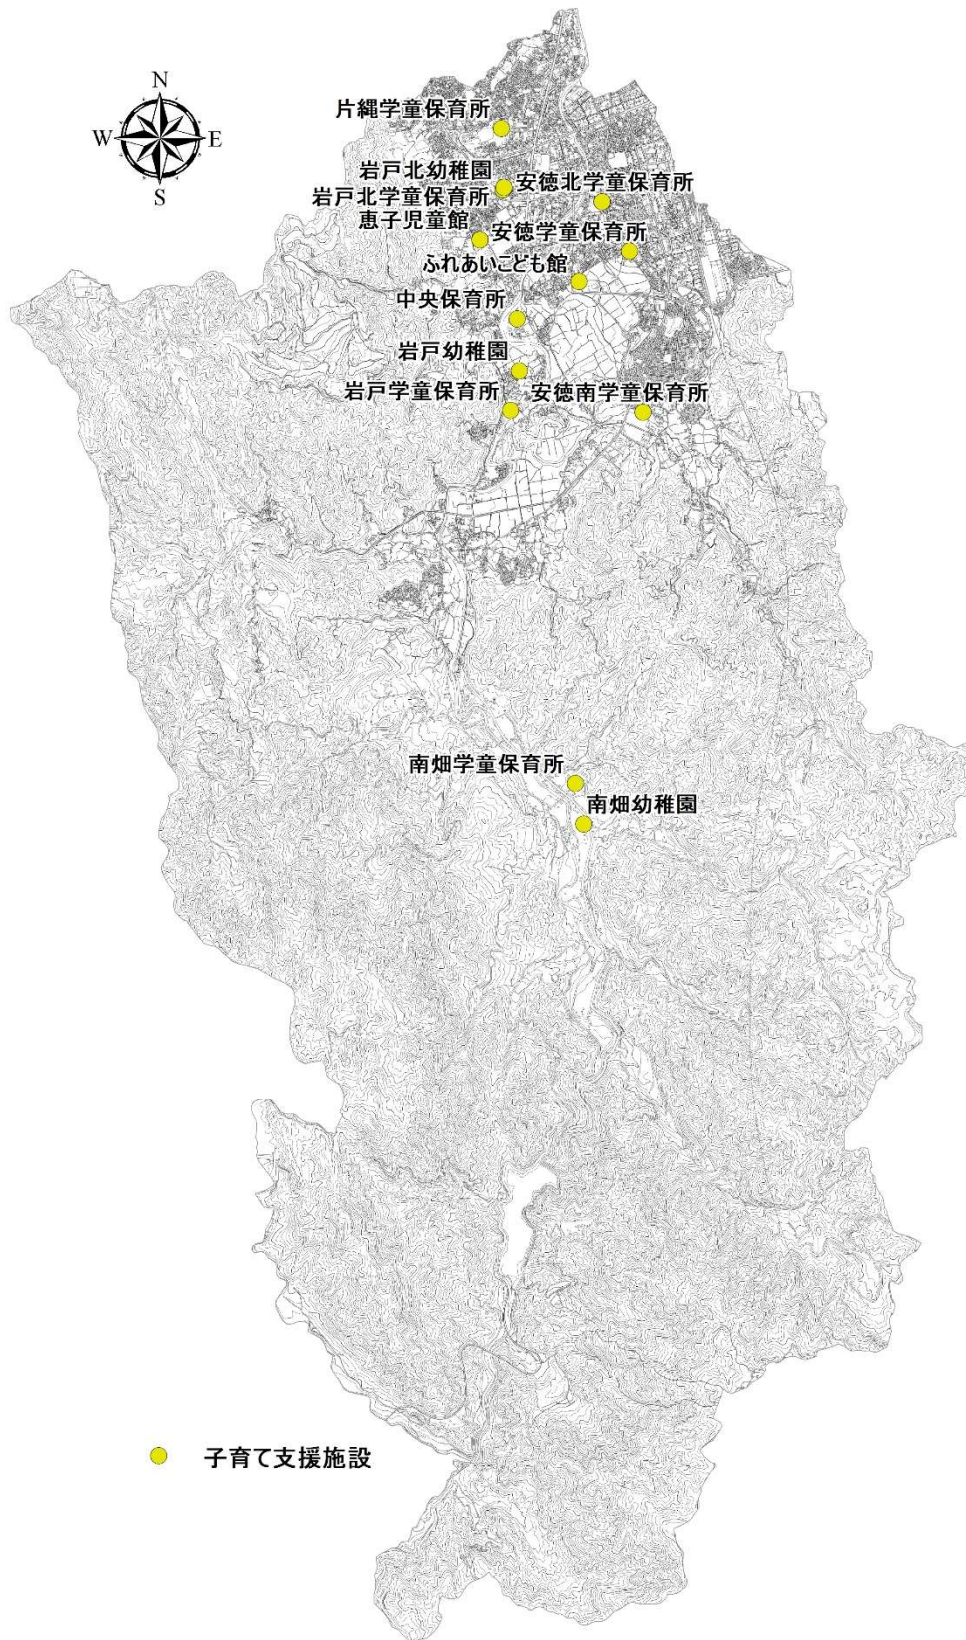 N
W
E
S
片縄学童保育所
岩戸北幼稚園
安徳北学童保育所
岩戸北学童保育所
恵子児童館
安徳学童保育所
ふれあいこども館
中央保育所
岩戸幼稚園
岩戸学童保育所
安徳南学童保育所
南畑学童保育所
南畑幼稚園
子育て支援施設